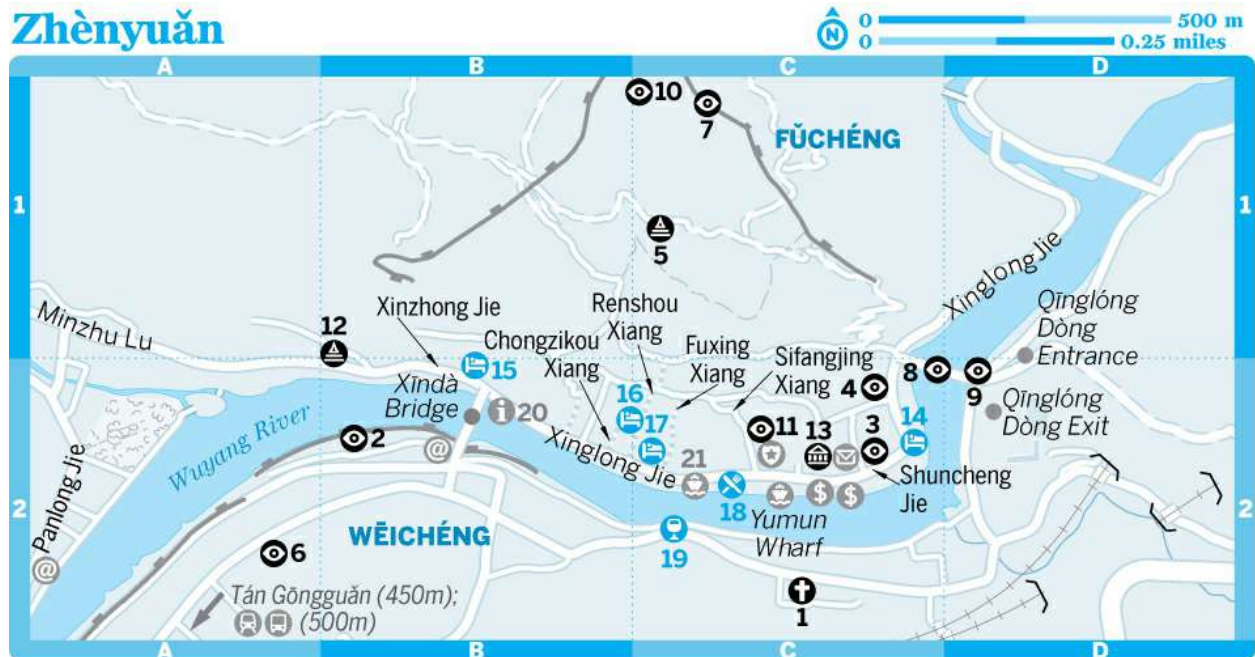 Zhènyuǎn
N
0 500 m
0 0.25 miles
A B C D
10
7
FǓCHÉNG
1 1
5
Xinglong Jie
Minzhu Lu
Xinzhong Jie
Renshou
Xiang
Qīnglóng
Dòng
Entrance
12
Chongzikou
Xiang
Fuxing
Xiang
Sifangjing
Xiang
15
8
4
9
Xīndà
Bridge
20
16
17
11
13
3
14
Qīnglóng
Dòng Exit
Wuyang River
2
@
Xinglong Jie
21
18
$ $
Shuncheng
Jie
Yumun
Wharf
Panlong Jie
2 2
WĒICHÉNG
19
@
6
Tán Gōngguǎn (450m);
(500m)
1
A B C D